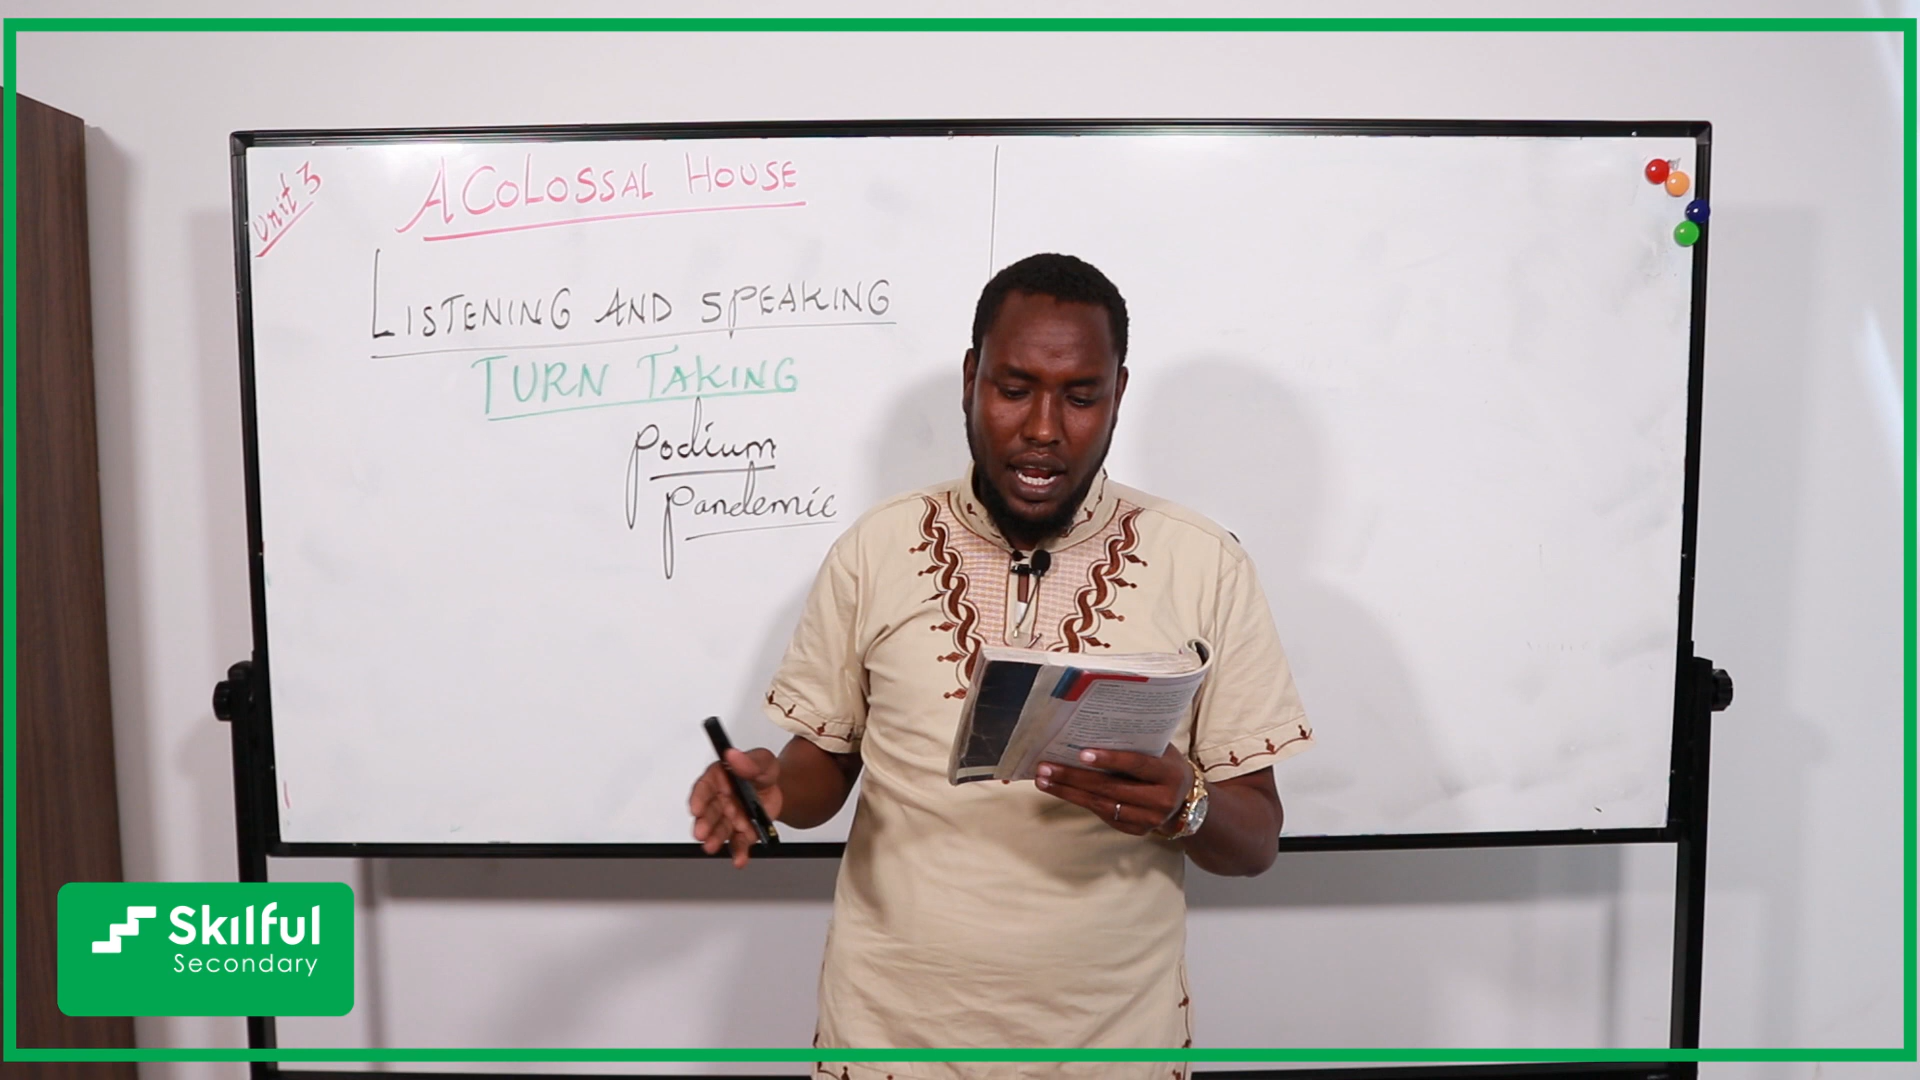 Unit 3
A COLOSSAL HOUSE
LISTENING AND SPEAKING
TURN TAKING
podium
pandemic
Skilful
Secondary